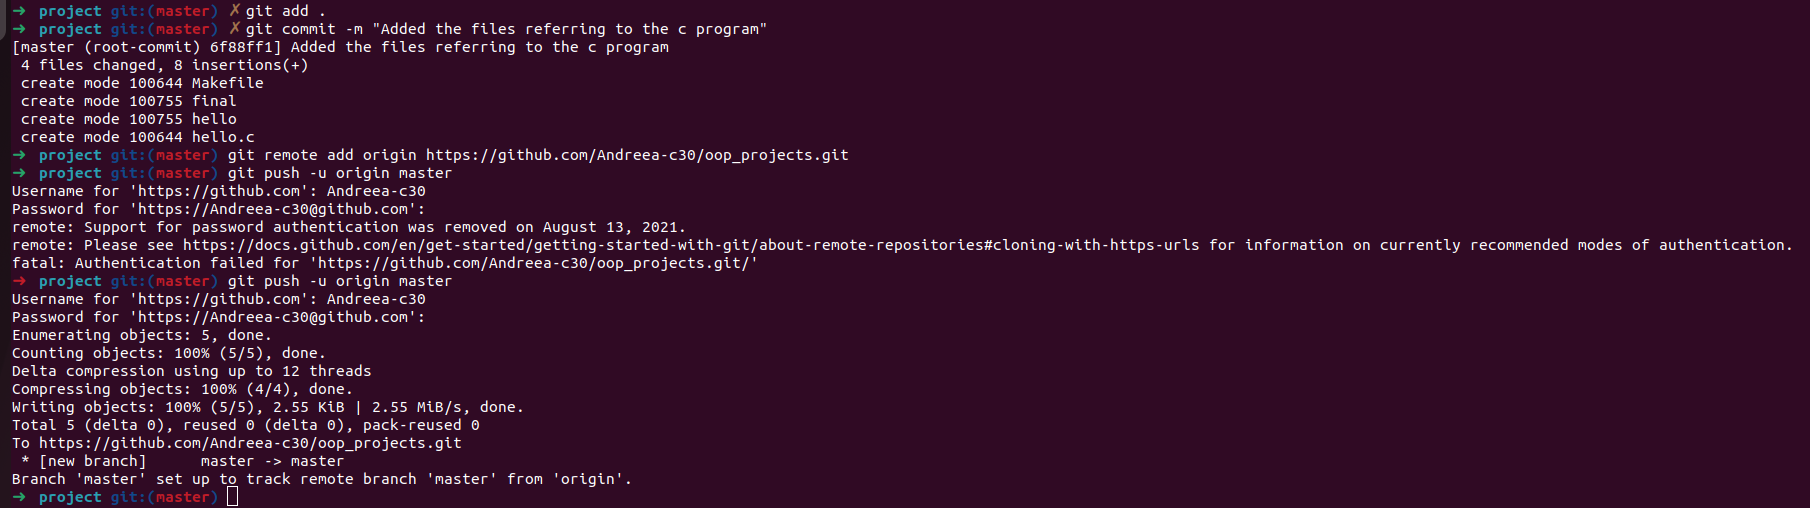 ➜  project git:(master) ✗ git add .
➜  project git:(master) ✗ git commit -m "Added the files referring to the c program"
[master (root-commit) 6f88ff1] Added the files referring to the c program
 4 files changed, 8 insertions(+)
 create mode 100644 Makefile
 create mode 100755 final
 create mode 100755 hello
 create mode 100644 hello.c
➜  project git:(master) git remote add origin https://github.com/Andreea-c30/oop_projects.git
➜  project git:(master) git push -u origin master
Username for 'https://github.com': Andreea-c30
Password for 'https://Andreea-c30@github.com':
remote: Support for password authentication was removed on August 13, 2021.
remote: Please see https://docs.github.com/en/get-started/getting-started-with-git/about-remote-repositories#cloning-with-https-urls for information on currently recommended modes of authentication.
fatal: Authentication failed for 'https://github.com/Andreea-c30/oop_projects.git/'
➜  project git:(master) git push -u origin master
Username for 'https://github.com': Andreea-c30
Password for 'https://Andreea-c30@github.com':
Enumerating objects: 5, done.
Counting objects: 100% (5/5), done.
Delta compression using up to 12 threads
Compressing objects: 100% (4/4), done.
Writing objects: 100% (5/5), 2.55 KiB | 2.55 MiB/s, done.
Total 5 (delta 0), reused 0 (delta 0), pack-reused 0
To https://github.com/Andreea-c30/oop_projects.git
 * [new branch]      master -> master
Branch 'master' set up to track remote branch 'master' from 'origin'.
➜  project git:(master)